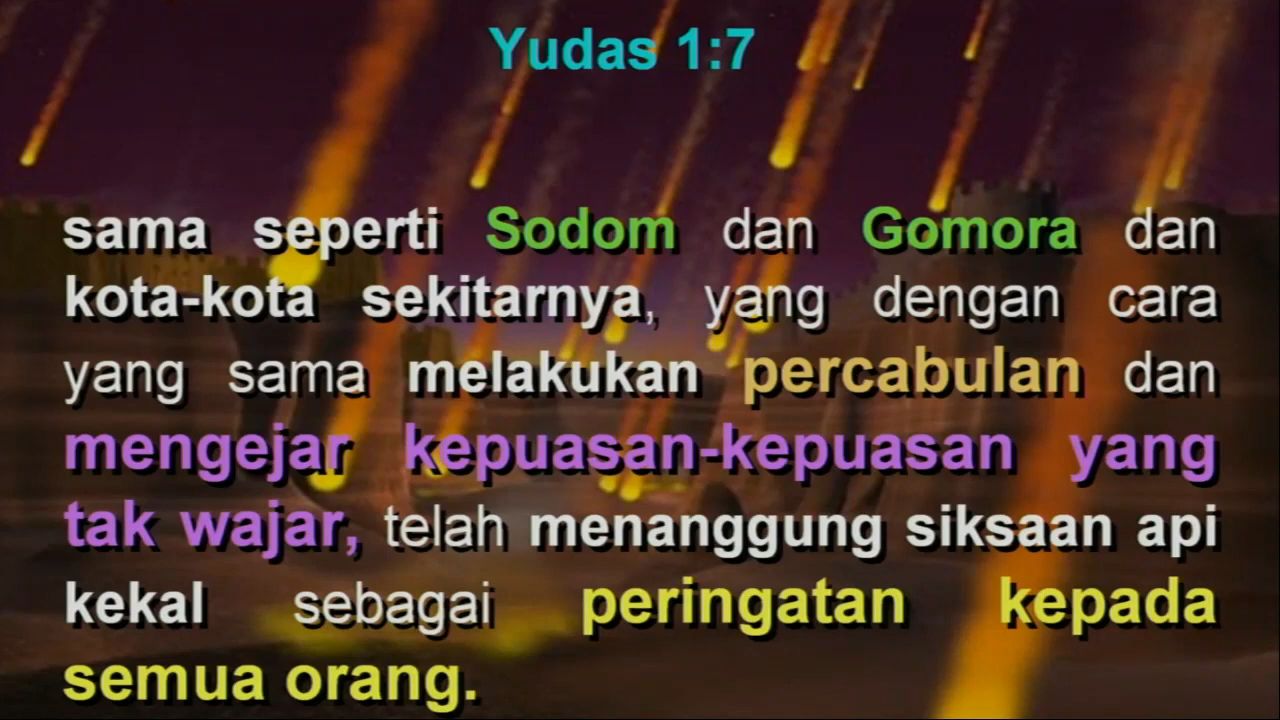 Yudas 1:7
sama seperti Sodom dan Gomora dan
kota-kota sekitarnya, yang dengan cara
yang sama melakukan percabulan dan
mengejar kepuasan-kepuasan yang
tak wajar, telah menanggung siksaan api
kekal sebagai peringatan kepada
semua orang.